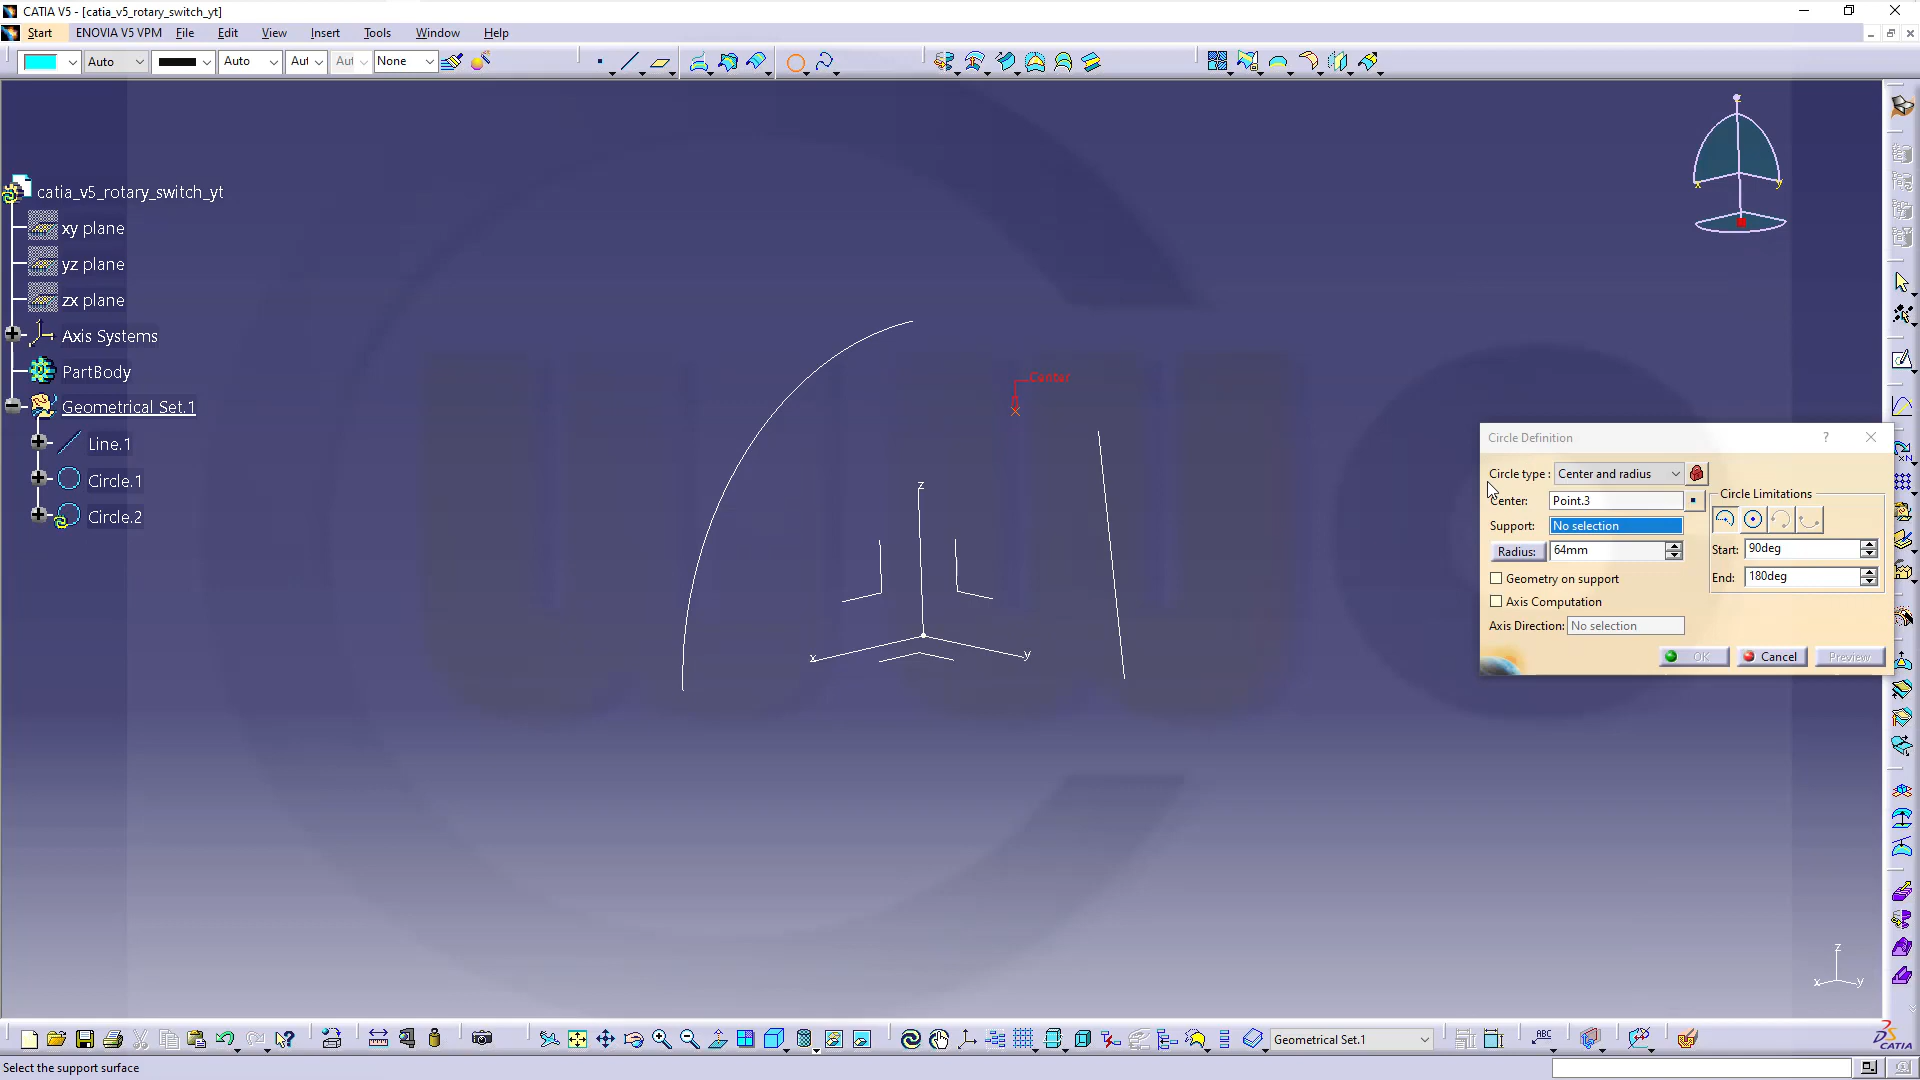 CATIA V5 - [catia_v5_rotary_switch_yt]
Start ENOVIA V5 VPM File Edit View Insert Tools Window Help
Auto Auto Aut Aut None
catia_v5_rotary_switch_yt
xy plane
yz plane
zx plane
Axis Systems
PartBody
Geometrical Set.1
Line.1
Circle.1
Circle.2
Center
z
x
y
x
y
Circle Definition
Circle type : Center and radius
Center: Point.3
Support: No selection
Radius: 64mm
Geometry on support
Axis Computation
Axis Direction: No selection
Circle Limitations
Start: 90deg
End: 180deg
OK Cancel Preview
z
x
y
Geometrical Set.1
ABC
CATIA
Select the support surface